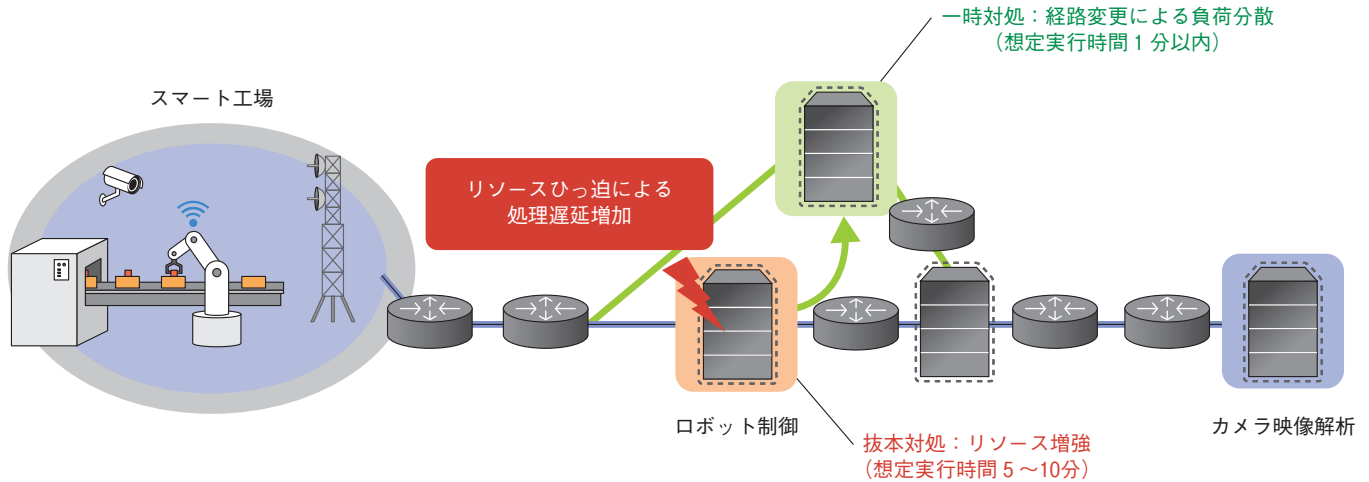 一時対処：経路変更による負荷分散
（想定実行時間１分以内）
スマート工場
リソースひっ迫による
処理遅延増加
ロボット制御
カメラ映像解析
抜本対処：リソース増強
（想定実行時間５～10分）